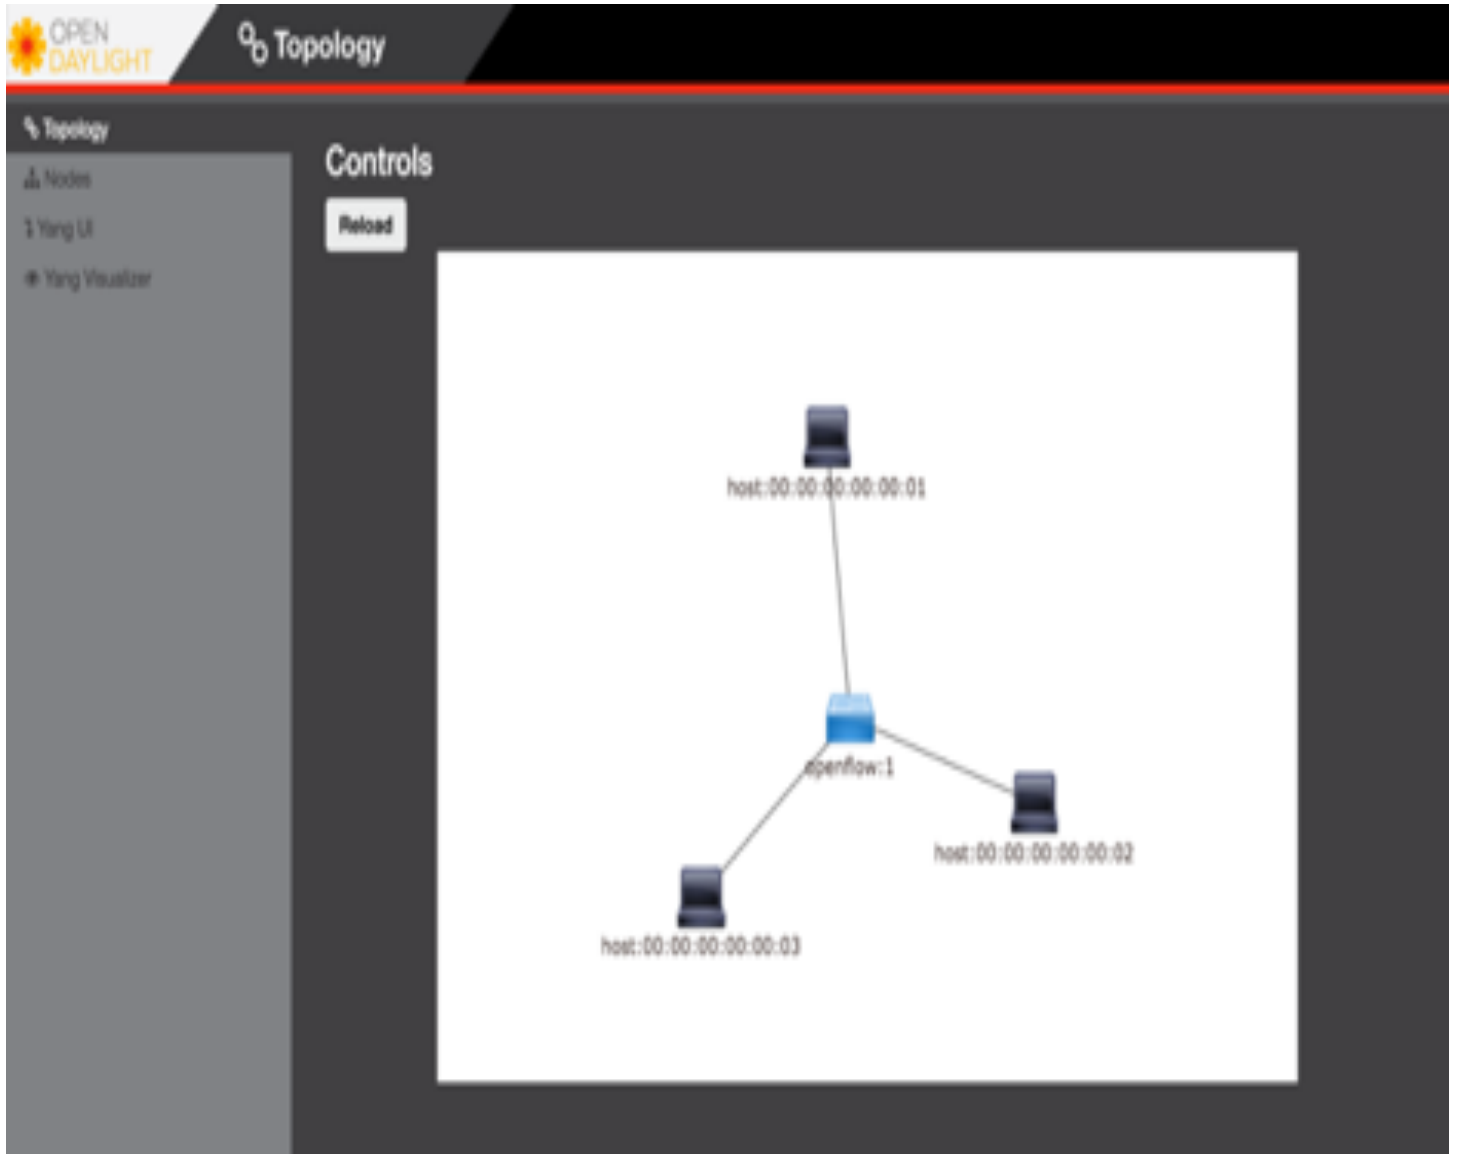 OPEN
DAYLIGHT
Topology
Topology
Nodes
Yang UI
Yang Visualizer
Controls
Reload
host:00:00:00:00:00:01
openflow:1
host:00:00:00:00:00:02
host:00:00:00:00:00:03